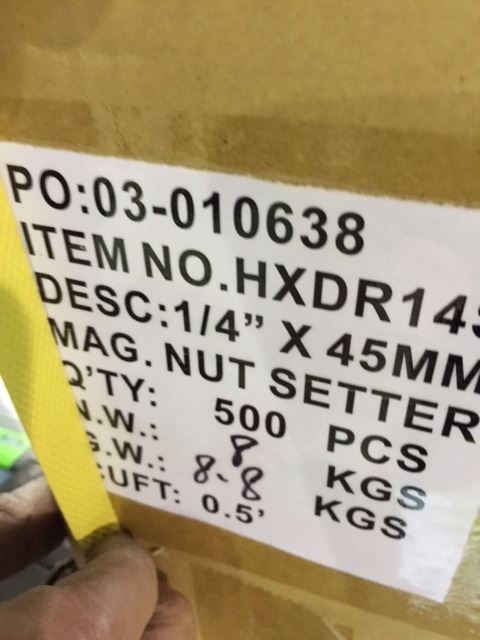 PO:03-010638
ITEM NO.HXDR14
DESC:1/4” X 45MM
MAG. NUT SETTER
Q'TY: 500 PCS
N.W.: 8 KGS
G.W.: 8.8 KGS
CUFT: 0.5'